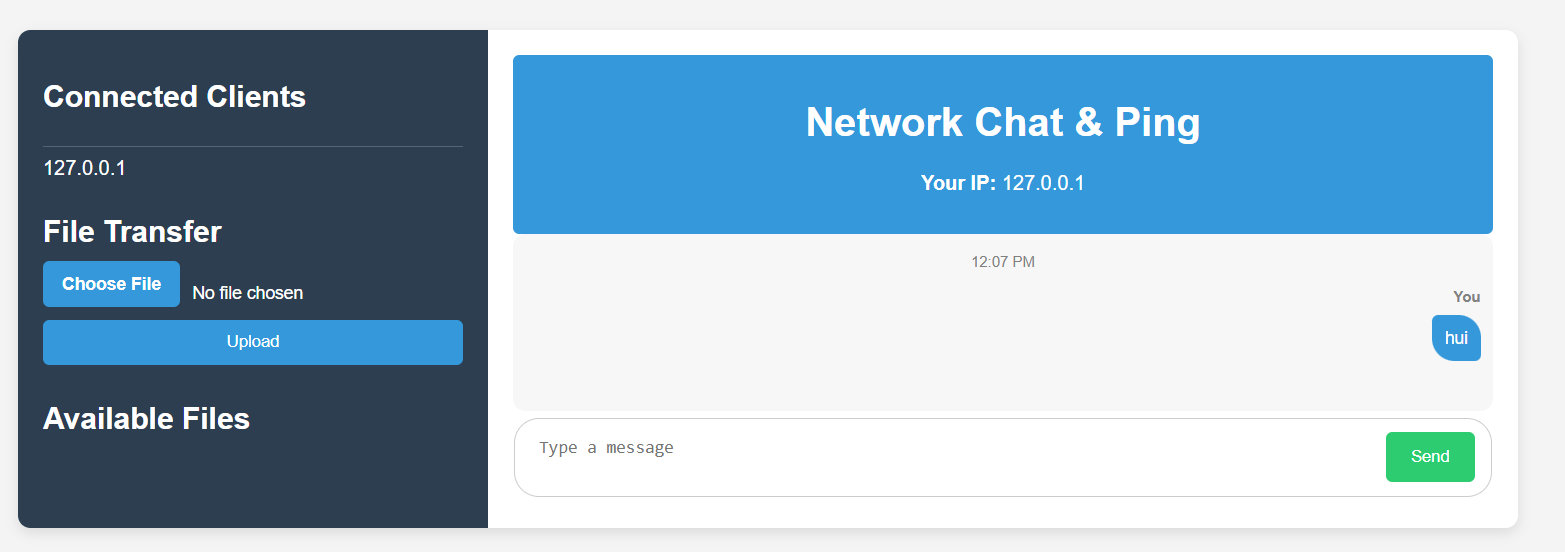 Connected Clients
127.0.0.1
File Transfer
Choose File No file chosen
Upload
Available Files
Network Chat & Ping
Your IP: 127.0.0.1
12:07 PM
You
hui
Type a message
Send